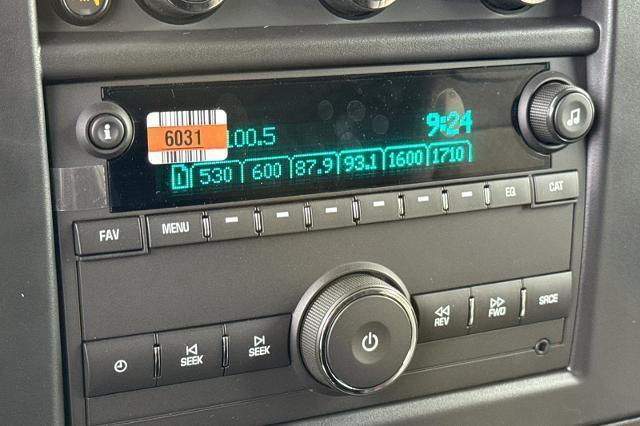 6031
100.5
9:24
530 600 87.9 93.1 1600 1710
FAV MENU EQ CAT
SEEK SEEK REV FWD SRCE